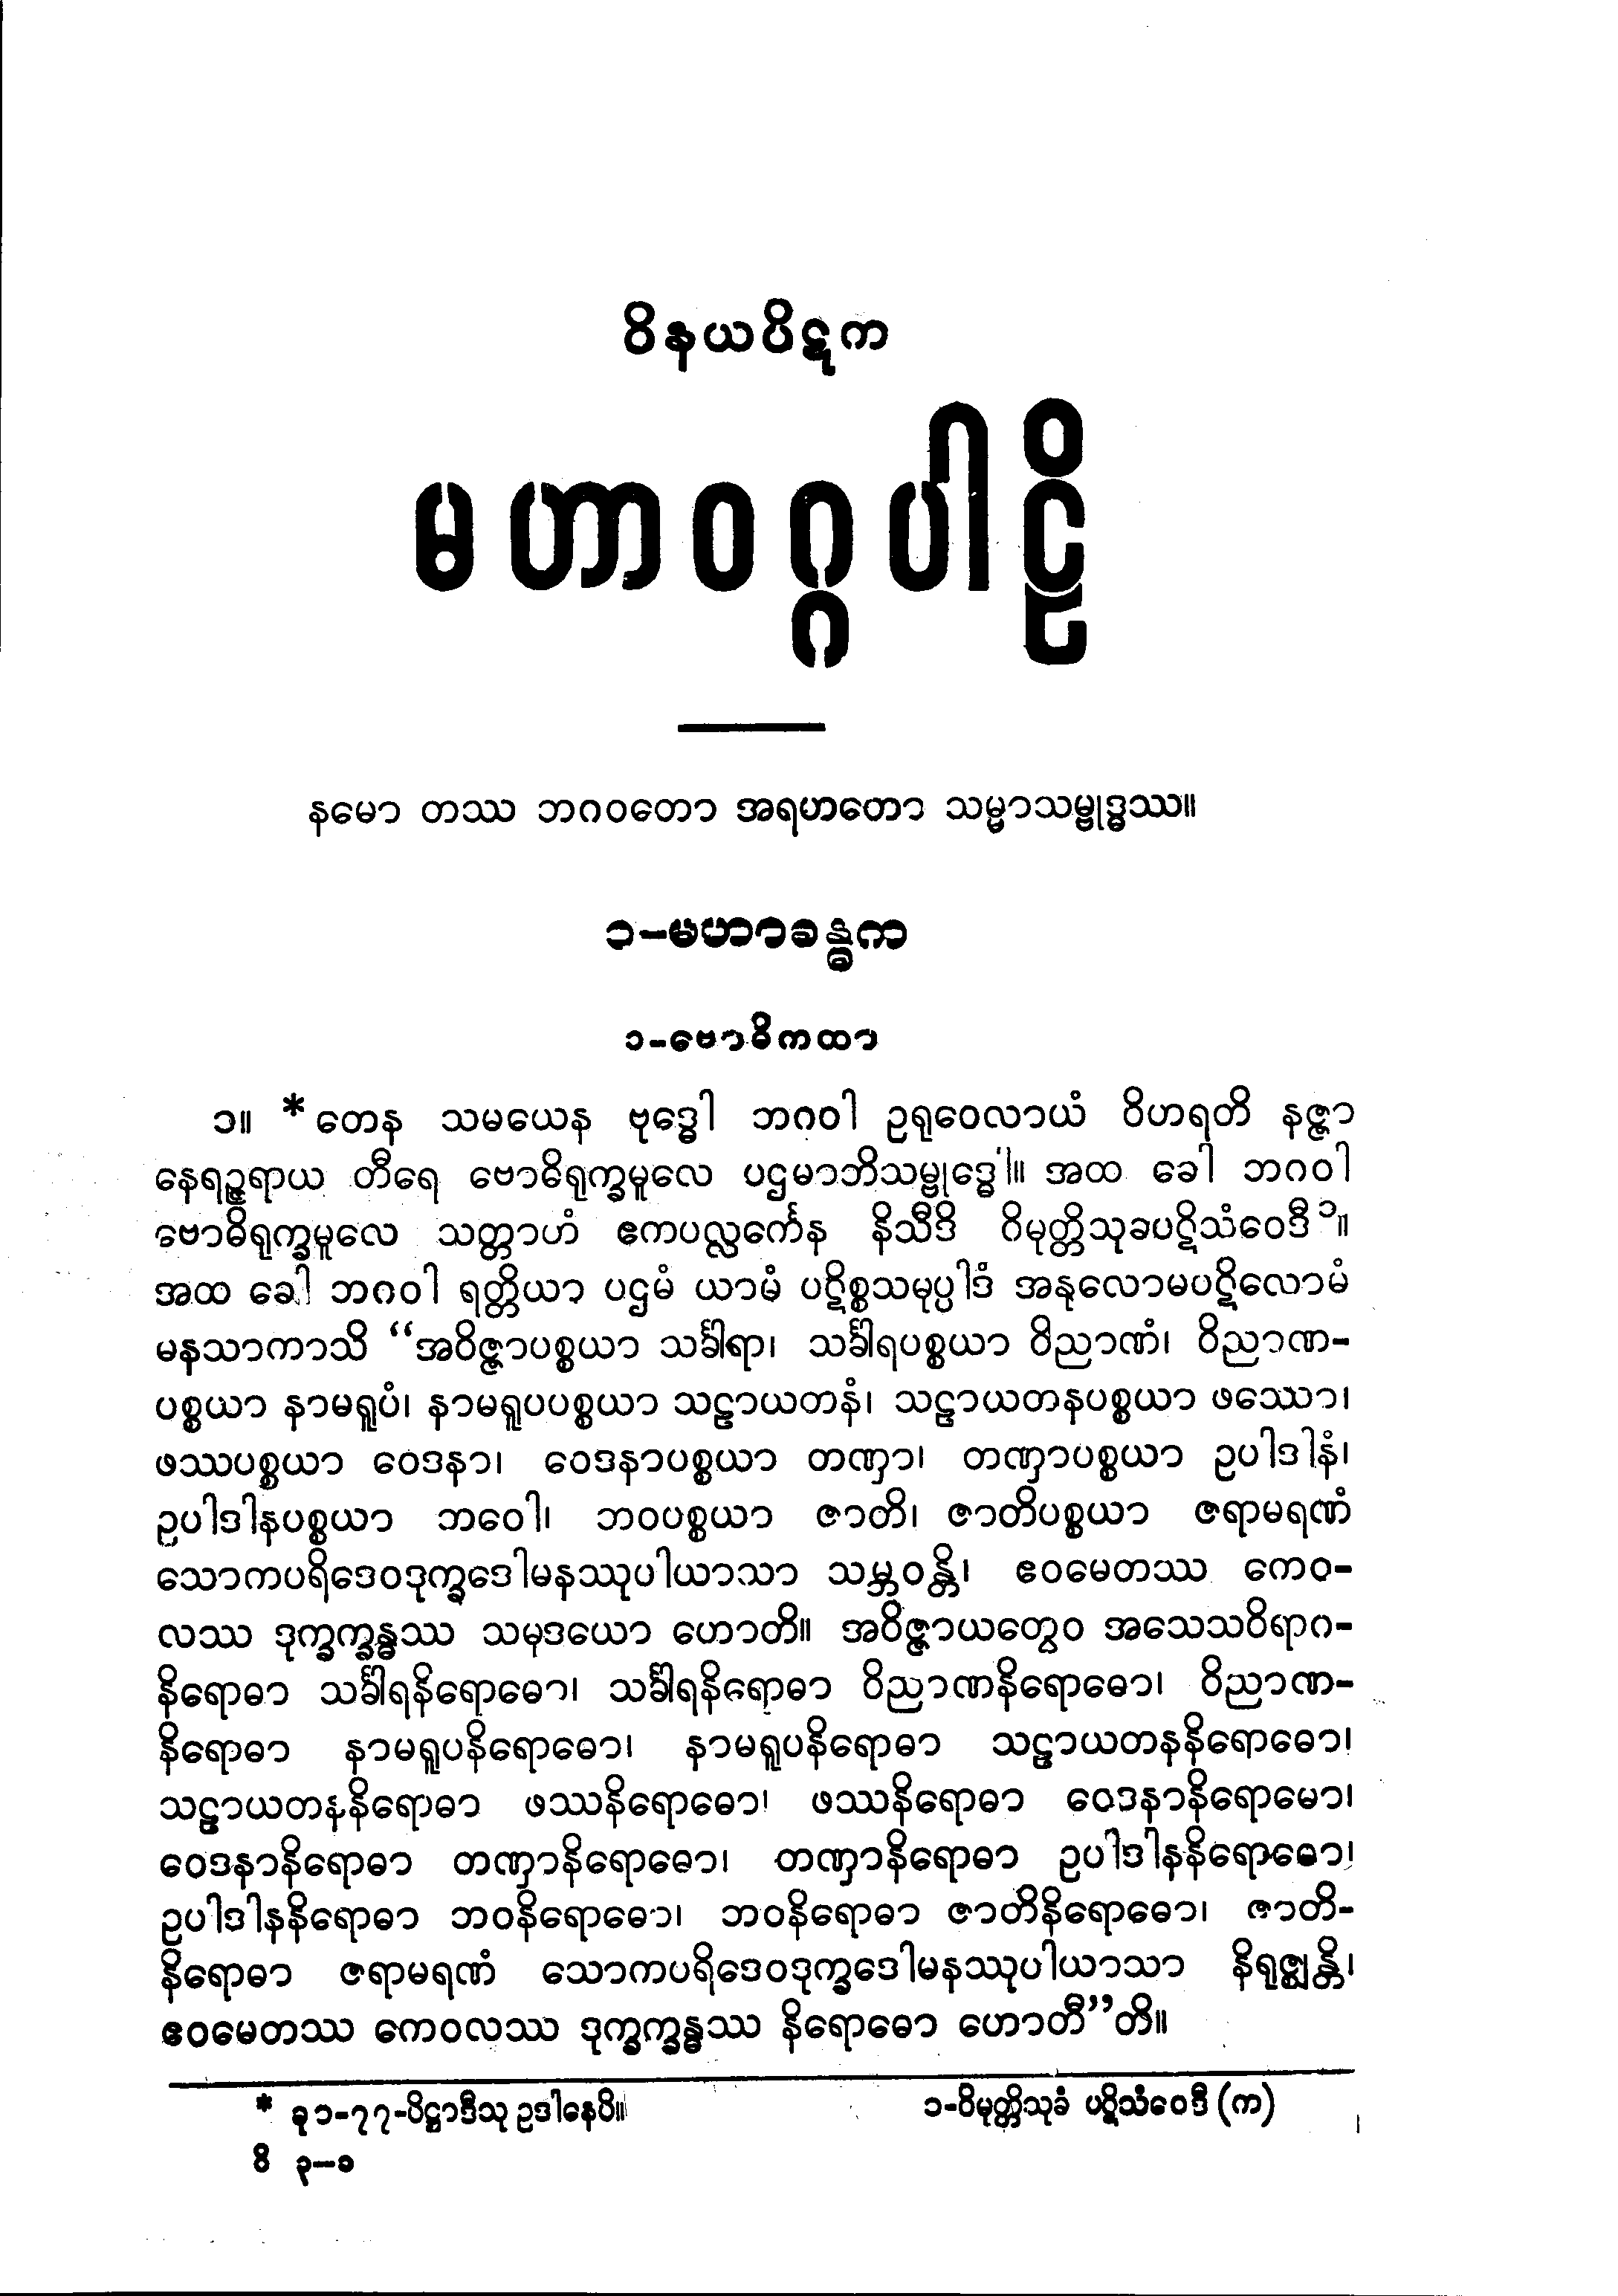 ဝိနယပိဋက
မဟာဝဂ္ဂပါဠိ
နမော တဿ ဘဂဝတော အရဟတော သမ္မာသမ္ဗုဒ္ဓဿ။
၁-မဟာခန္ဓက
၁-ဗောဓိကထာ
၁။ *တေန သမယေန ဗုဒ္ဓေါ ဘဂဝါ ဥရုဝေလာယံ ဝိဟရတိ နဇ္ဇာ
နေရဉ္ဇရာယ တီရေ ဗောဓိရုက္ခမူလေ ပဌမာဘိသမ္ဗုဒ္ဓေါ။ အထ ခေါ ဘဂဝါ
ဗောဓိရုက္ခမူလေ သတ္တာဟံ ဧကပလ္လင်္ကေန နိသီဒိ ဝိမုတ္တိသုခပဋိသံဝေဒီ ၁။
အထ ခေါ ဘဂဝါ ရတ္တိယာ ပဌမံ ယာမံ ပဋိစ္စသမုပ္ပါဒံ အနုလောမပဋိလောမံ
မနသာကာသိ “အဝိဇ္ဇာပစ္စယာ သင်္ခါရာ၊ သင်္ခါရပစ္စယာ ဝိညာဏံ၊ ဝိညာဏ-
ပစ္စယာ နာမရူပံ၊ နာမရူပပစ္စယာ သဠာယတနံ၊ သဠာယတနပစ္စယာ ဖဿော၊
ဖဿပစ္စယာ ဝေဒနာ၊ ဝေဒနာပစ္စယာ တဏှာ၊ တဏှာပစ္စယာ ဥပါဒါနံ၊
ဥပါဒါနပစ္စယာ ဘဝေါ၊ ဘဝပစ္စယာ ဇာတိ၊ ဇာတိပစ္စယာ ဇရာမရဏံ
သောကပရိဒေဝဒုက္ခဒေါမနဿုပါယာသာ သမ္ဘဝန္တိ၊ ဧဝမေတဿ ကေဝ-
လဿ ဒုက္ခက္ခန္ဓဿ သမုဒယော ဟောတိ။ အဝိဇ္ဇာယတွေဝ အသေသဝိရာဂ-
နိရောဓာ သင်္ခါရနိရောဓော၊ သင်္ခါရနိရောဓာ ဝိညာဏနိရောဓော၊ ဝိညာဏ-
နိရောဓာ နာမရူပနိရောဓော၊ နာမရူပနိရောဓာ သဠာယတနနိရောဓော၊
သဠာယတနနိရောဓာ ဖဿနိရောဓော၊ ဖဿနိရောဓာ ဝေဒနာနိရောဓော၊
ဝေဒနာနိရောဓာ တဏှာနိရောဓော၊ တဏှာနိရောဓာ ဥပါဒါနနိရောဓော၊
ဥပါဒါနနိရောဓာ ဘဝနိရောဓော၊ ဘဝနိရောဓာ ဇာတိနိရောဓော၊ ဇာတိ-
နိရောဓာ ဇရာမရဏံ သောကပရိဒေဝဒုက္ခဒေါမနဿုပါယာသာ နိရုဇ္ဈန္တိ၊
ဧဝမေတဿ ကေဝလဿ ဒုက္ခက္ခန္ဓဿ နိရောဓော ဟောတီ”တိ။
* ခု ၁-၇၇-ပိဋ္ဌာဒီသု ဥဒါနေပိ။ ၁-ဝိမုတ္တိသုခံ ပဋိသံဝေဒီ (က)
ဝိ ၃-၁